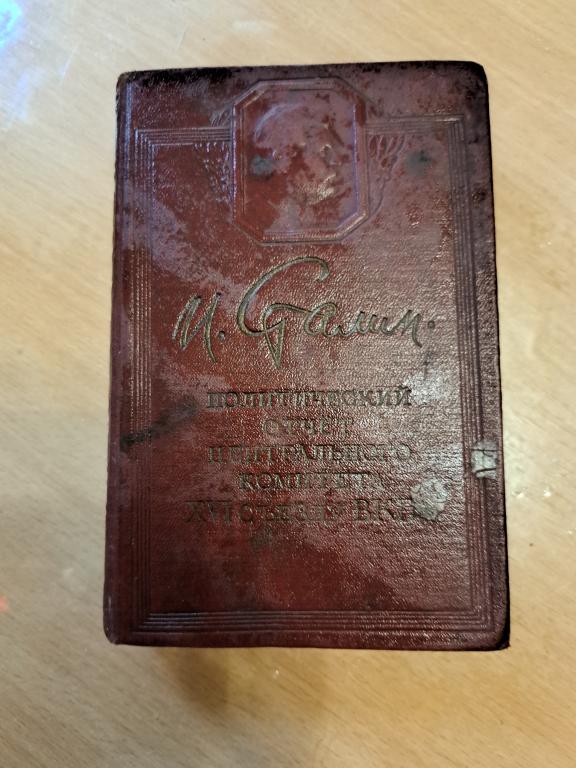 И. Сталин.
ПОЛИТИЧЕСКИЙ
ОТЧЕТ
ЦЕНТРАЛЬНОГО
КОМИТЕТА
XVI СЪЕЗДУ ВКП